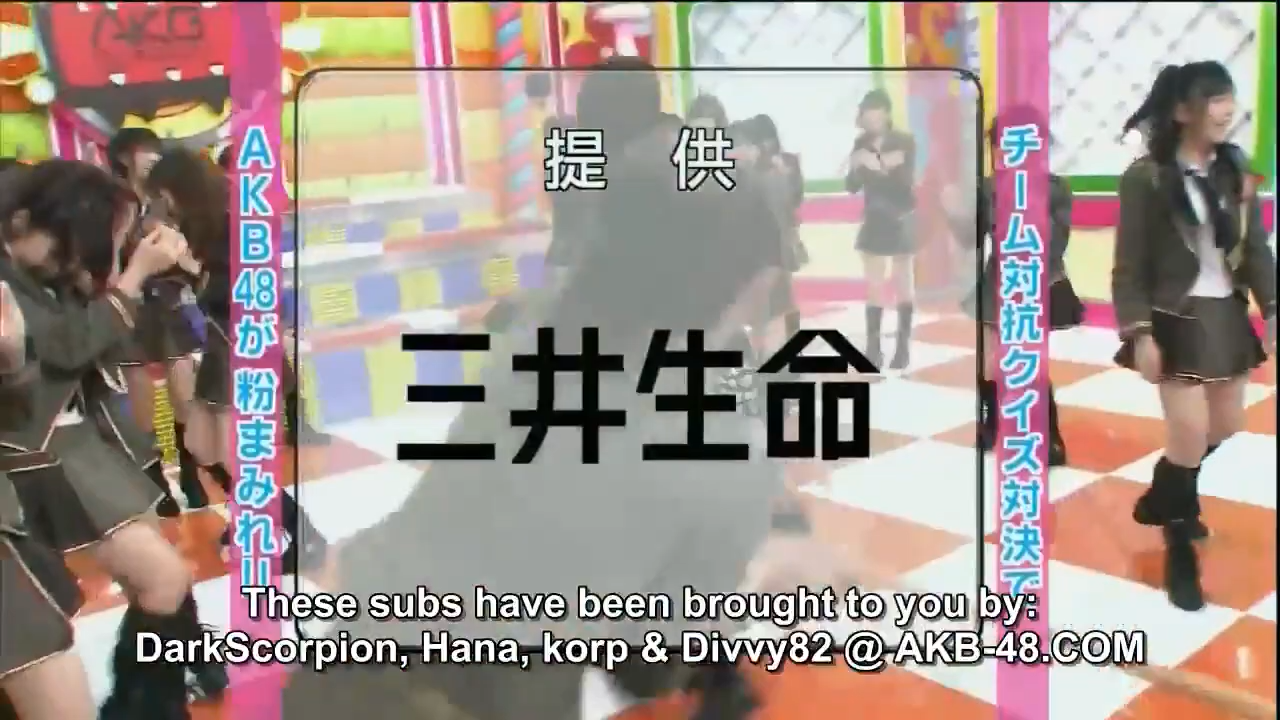 AKB
チーム対抗クイズ対決で
AKB48が 粉まみれ!!
提 供
三井生命
These subs have been brought to you by:
DarkScorpion, Hana, korp & Divvy82 @ AKB-48.COM